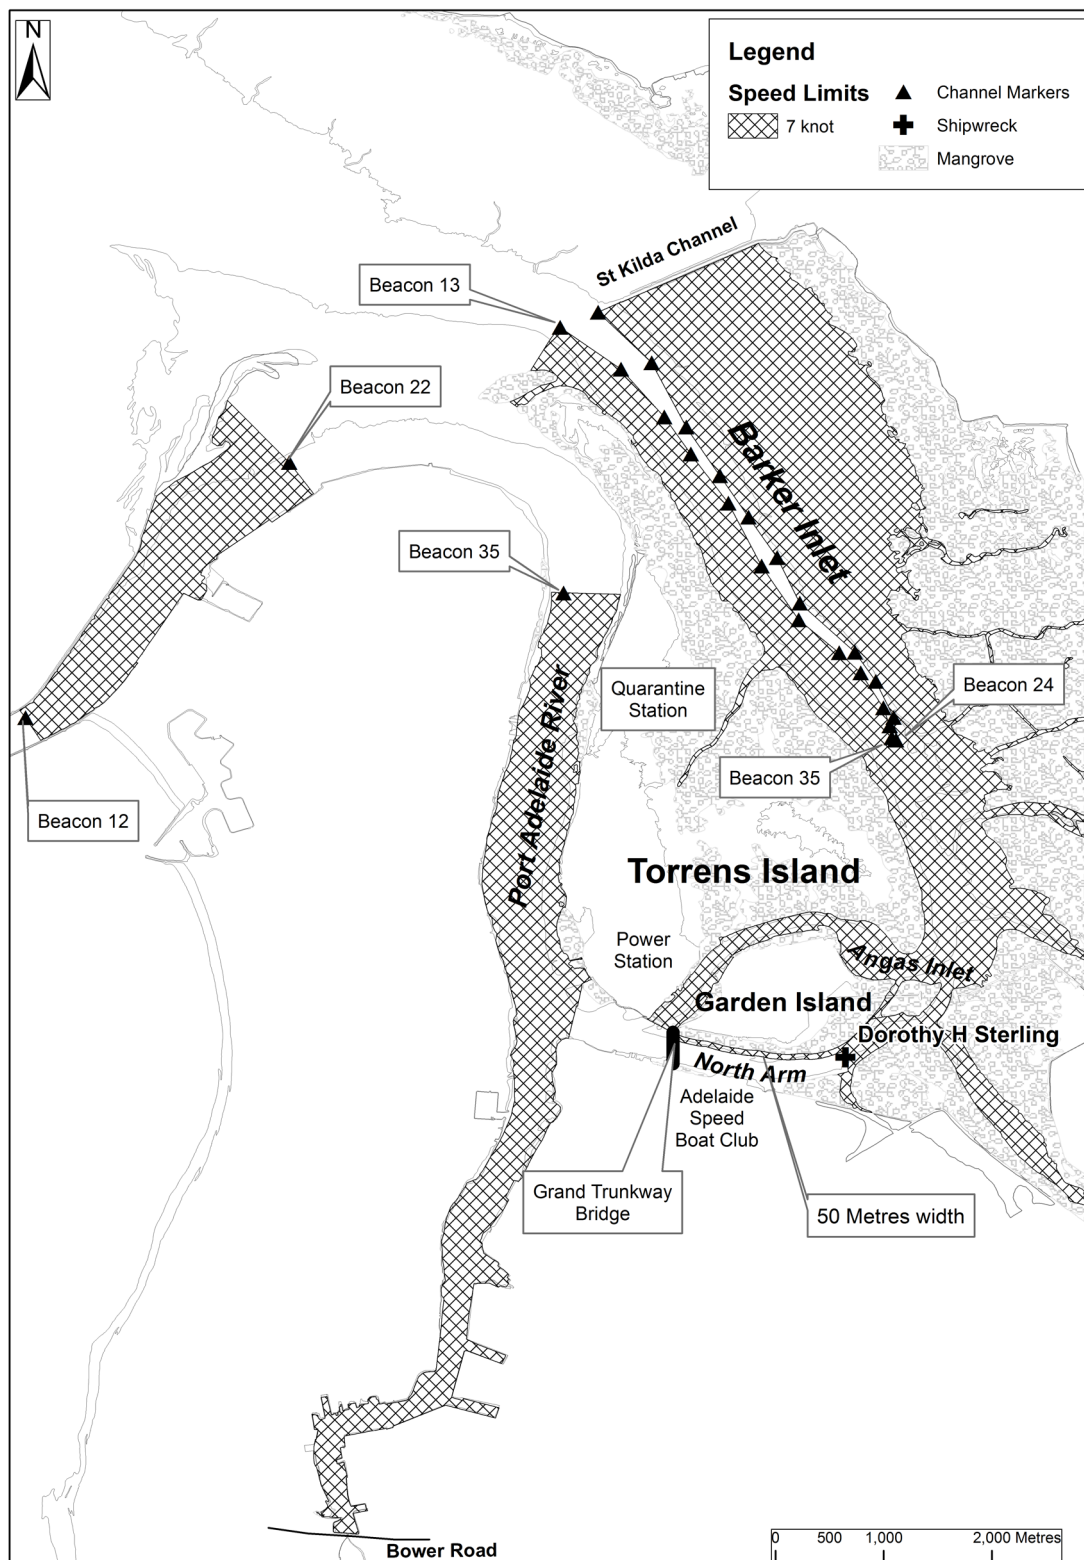 N
Legend
Speed Limits
7 knot
Channel Markers
Shipwreck
Mangrove
St Kilda Channel
Beacon 13
Beacon 22
Barker Inlet
Beacon 35
Quarantine
Station
Beacon 24
Port Adelaide River
Beacon 35
Beacon 12
Torrens Island
Power
Station
Angas Inlet
Garden Island
Dorothy H Sterling
North Arm
Adelaide
Speed
Boat Club
Grand Trunkway
Bridge
50 Metres width
Bower Road
0 500 1,000 2,000 Metres